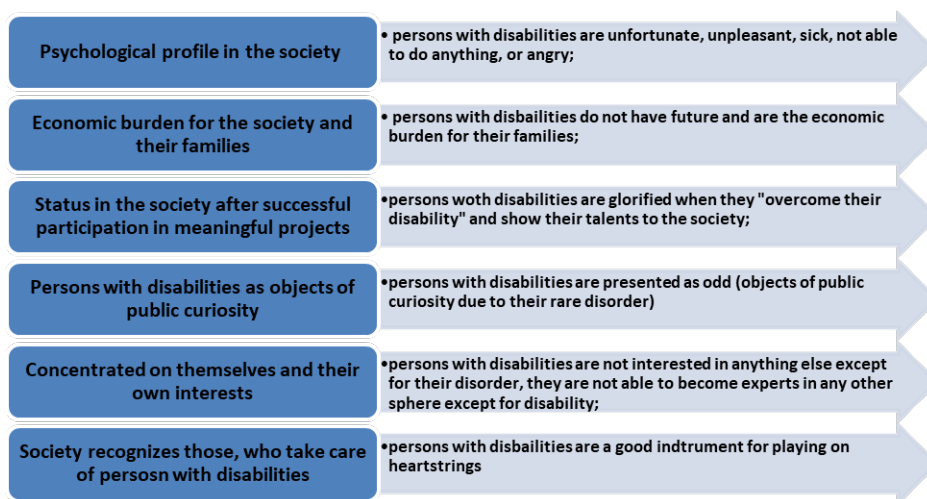 Psychological profile in the society
• persons with disabilities are unfortunate, unpleasant, sick, not able
to do anything, or angry;
Economic burden for the society and
their families
• persons with disbailities do not have future and are the economic
burden for their families;
Status in the society after successful
participation in meaningful projects
•persons woth disabilities are glorified when they "overcome their
disability" and show their talents to the society;
Persons with disabilities as objects of
public curiosity
•persons with disabilities are presented as odd (objects of public
curiosity due to their rare disorder)
Concentrated on themselves and their
own interests
•persons with disabilities are not interested in anything else except
for their disorder, they are not able to become experts in any other
sphere except for disability;
Society recognizes those, who take care
of persosn with disabilities
•persons with disbailities are a good indtrument for playing on
heartstrings